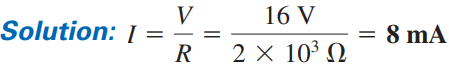 Solution: I = V/R = 16 V / 2 × 10³ Ω = 8 mA